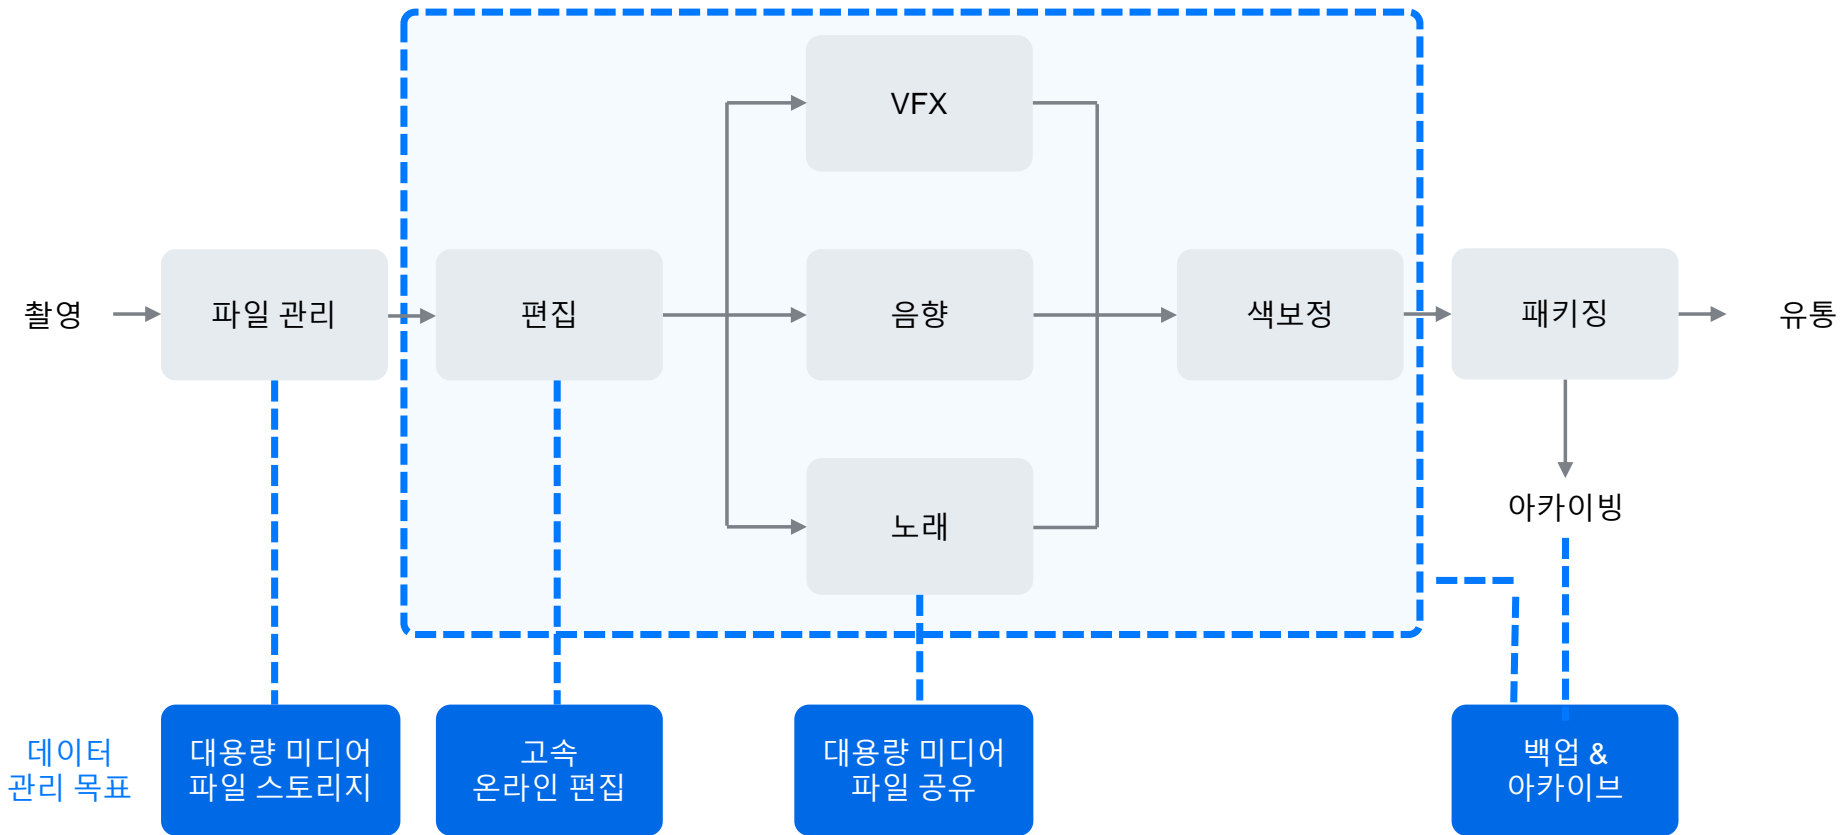 VFX
촬영
파일 관리
편집
음향
색보정
패키징
유통
아카이빙
노래
데이터
관리 목표
대용량 미디어
파일 스토리지
고속
온라인 편집
대용량 미디어
파일 공유
백업 &
아카이브